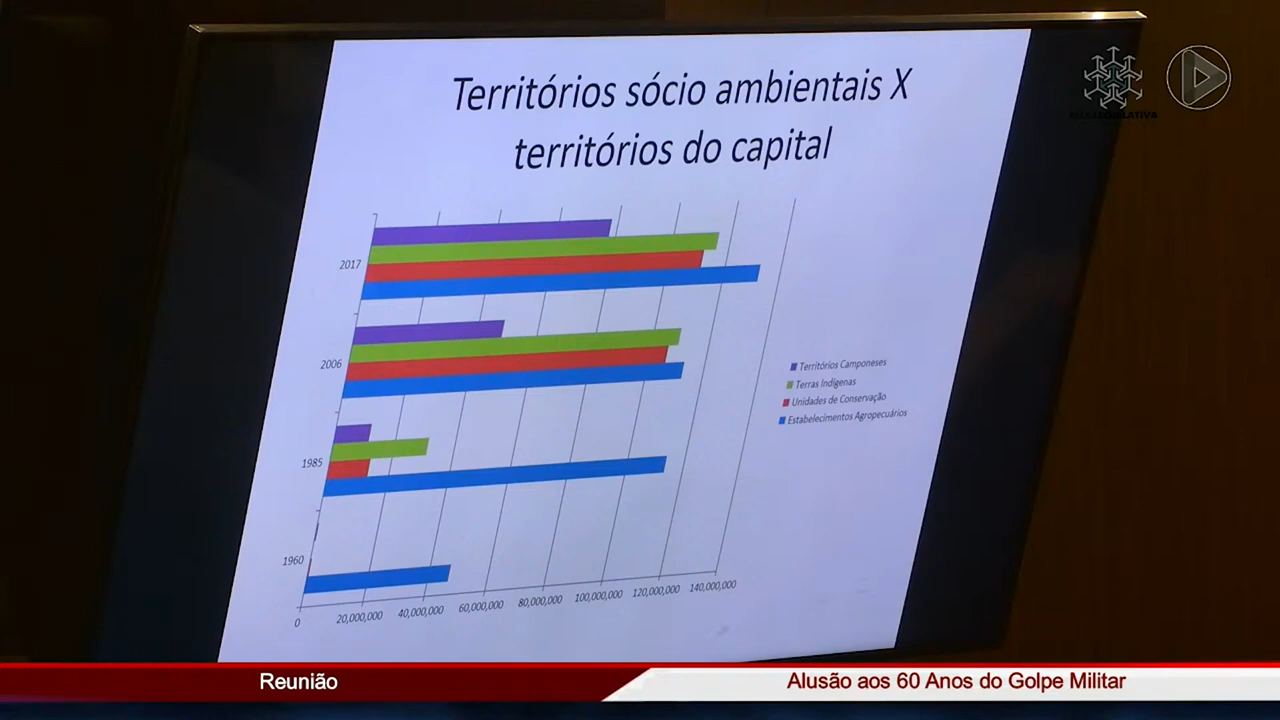 Territórios sócio ambientais X
territórios do capital
2017
2006
1985
1960
0
20,000,000
40,000,000
60,000,000
80,000,000
100,000,000
120,000,000
140,000,000
Territórios Camponeses
Terras Indígenas
Unidades de Conservação
Estabelecimentos Agropecuários
Reunião
Alusão aos 60 Anos do Golpe Militar